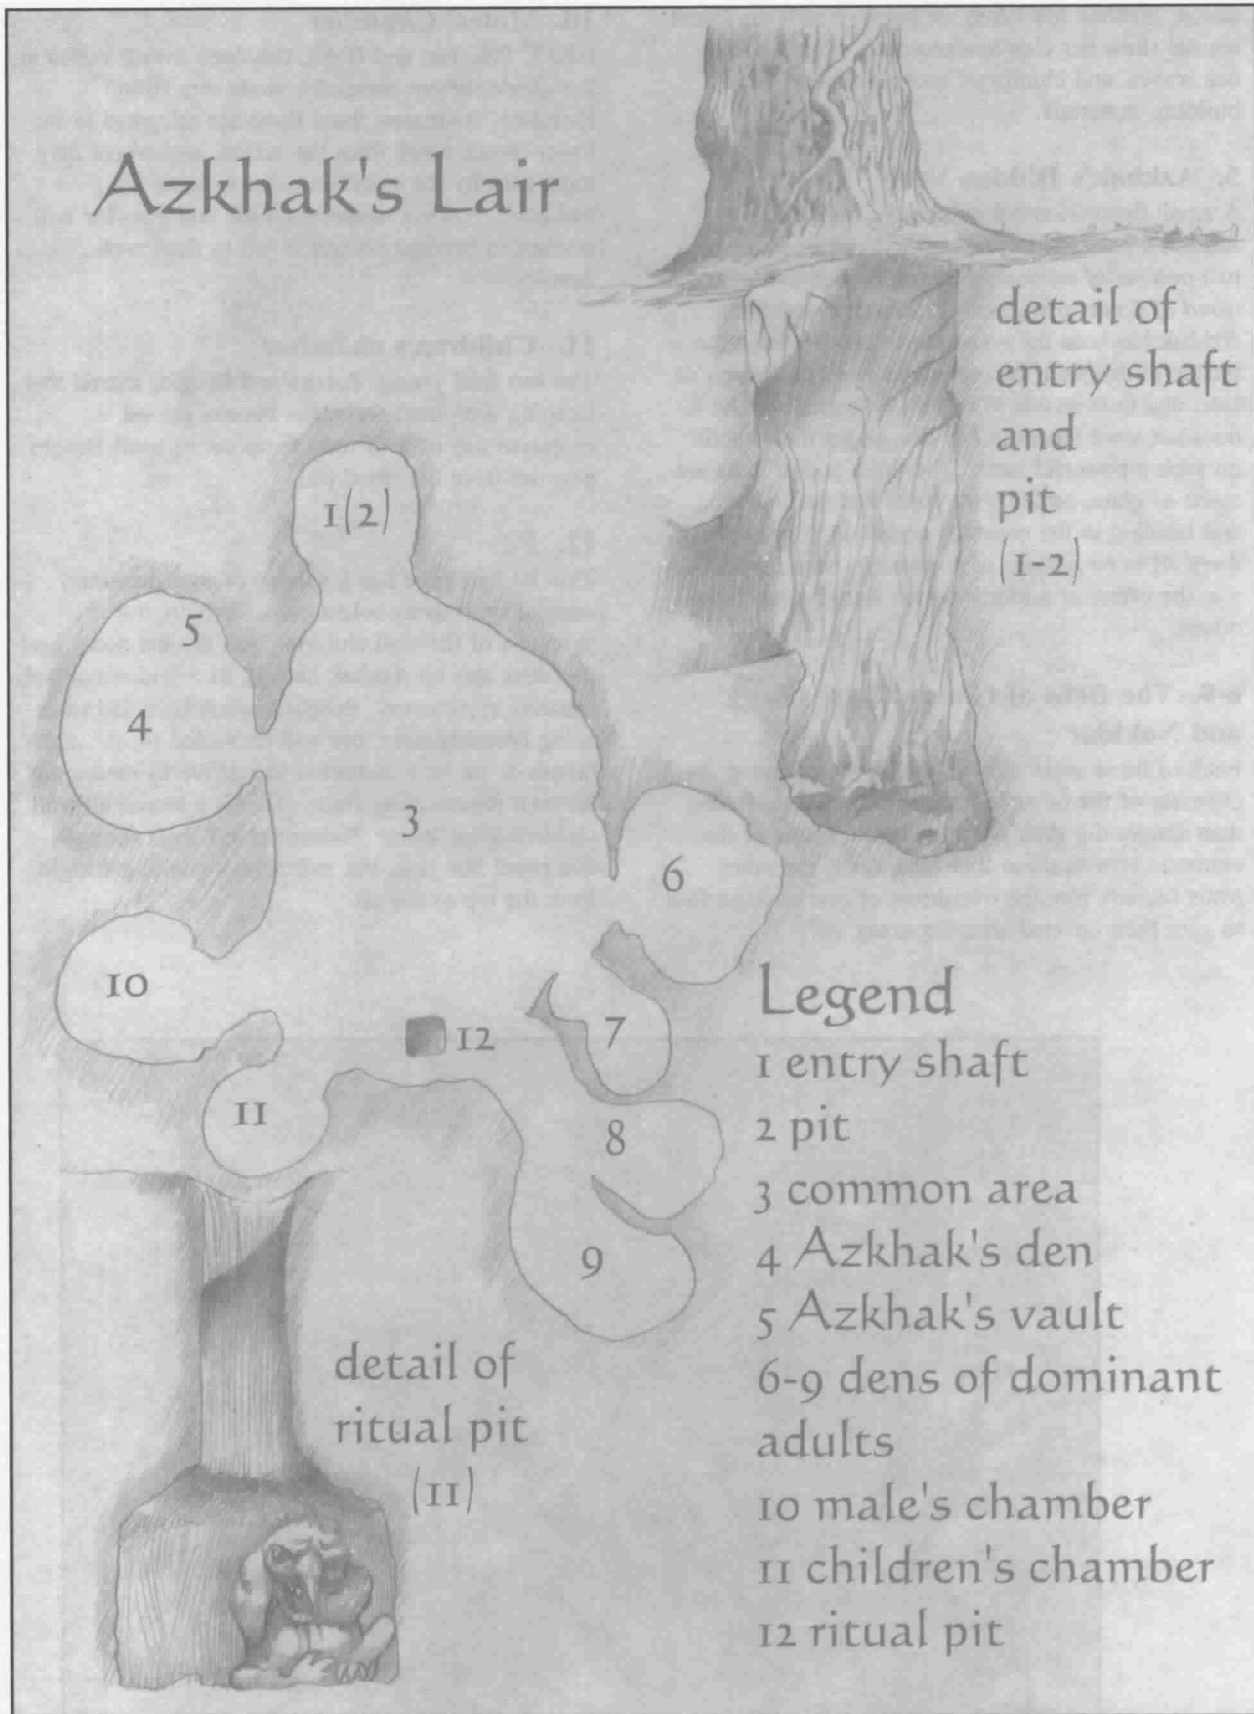 Azkhak's Lair
detail of
entry shaft
and
pit
(1-2)
1(2)
5
4
3
6
10
7
12
11
8
9
Legend
1 entry shaft
2 pit
3 common area
4 Azkhak's den
5 Azkhak's vault
6-9 dens of dominant
adults
10 male's chamber
11 children's chamber
12 ritual pit
detail of
ritual pit
(11)